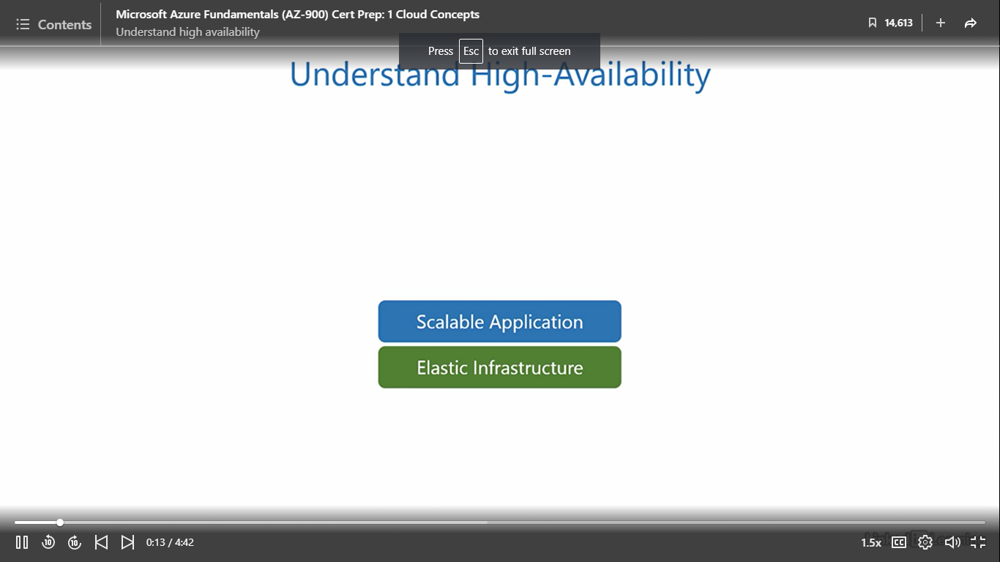 Contents
Microsoft Azure Fundamentals (AZ-900) Cert Prep: 1 Cloud Concepts
Understand high availability
14,613
Press Esc to exit full screen
Understand High-Availability
Scalable Application
Elastic Infrastructure
10
10
0:13 / 4:42
1.5x
CC